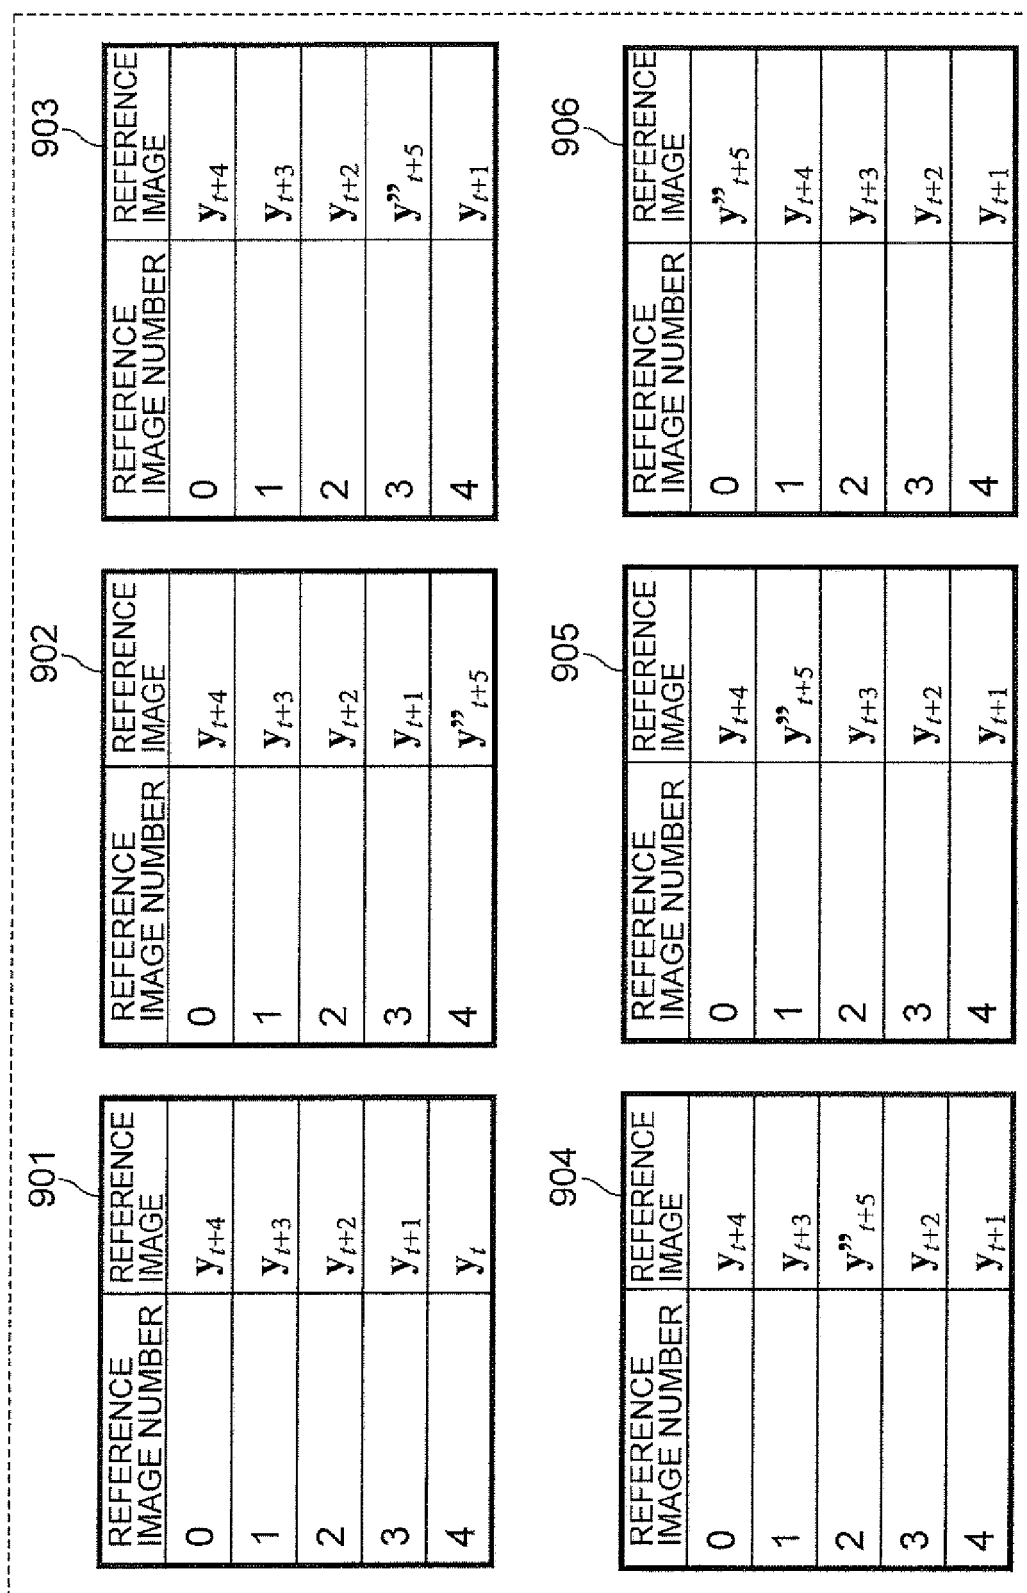 901
REFERENCE IMAGE NUMBER REFERENCE IMAGE
0 y_{t+4}
1 y_{t+3}
2 y_{t+2}
3 y_{t+1}
4 y_t
902
REFERENCE IMAGE NUMBER REFERENCE IMAGE
0 y_{t+4}
1 y_{t+3}
2 y_{t+2}
3 y_{t+1}
4 y”_{t+5}
903
REFERENCE IMAGE NUMBER REFERENCE IMAGE
0 y_{t+4}
1 y_{t+3}
2 y_{t+2}
3 y”_{t+5}
4 y_{t+1}
904
REFERENCE IMAGE NUMBER REFERENCE IMAGE
0 y_{t+4}
1 y_{t+3}
2 y”_{t+5}
3 y_{t+2}
4 y_{t+1}
905
REFERENCE IMAGE NUMBER REFERENCE IMAGE
0 y_{t+4}
1 y”_{t+5}
2 y_{t+3}
3 y_{t+2}
4 y_{t+1}
906
REFERENCE IMAGE NUMBER REFERENCE IMAGE
0 y”_{t+5}
1 y_{t+4}
2 y_{t+3}
3 y_{t+2}
4 y_{t+1}